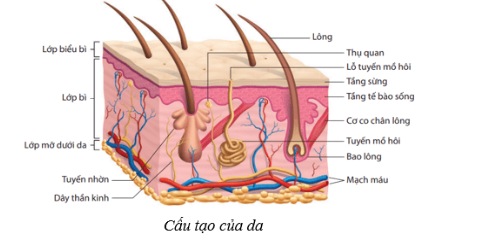 Lông
Lớp biểu bì
Thụ quan
Lỗ tuyến mồ hôi
Tầng sừng
Lớp bì
Tầng tế bào sống
Cơ co chân lông
Lớp mỡ dưới da
Tuyến mồ hôi
Bao lông
Tuyến nhờn
Mạch máu
Dây thần kinh
Cấu tạo của da